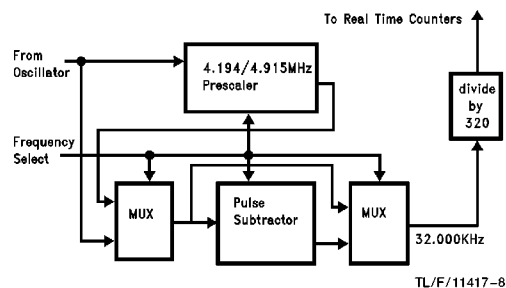 To Real Time Counters
From
Oscillator
4.194/4.915MHz
Prescaler
divide
by
320
Frequency
Select
MUX
Pulse
Subtractor
MUX
32.000KHz
TL/F/11417-8